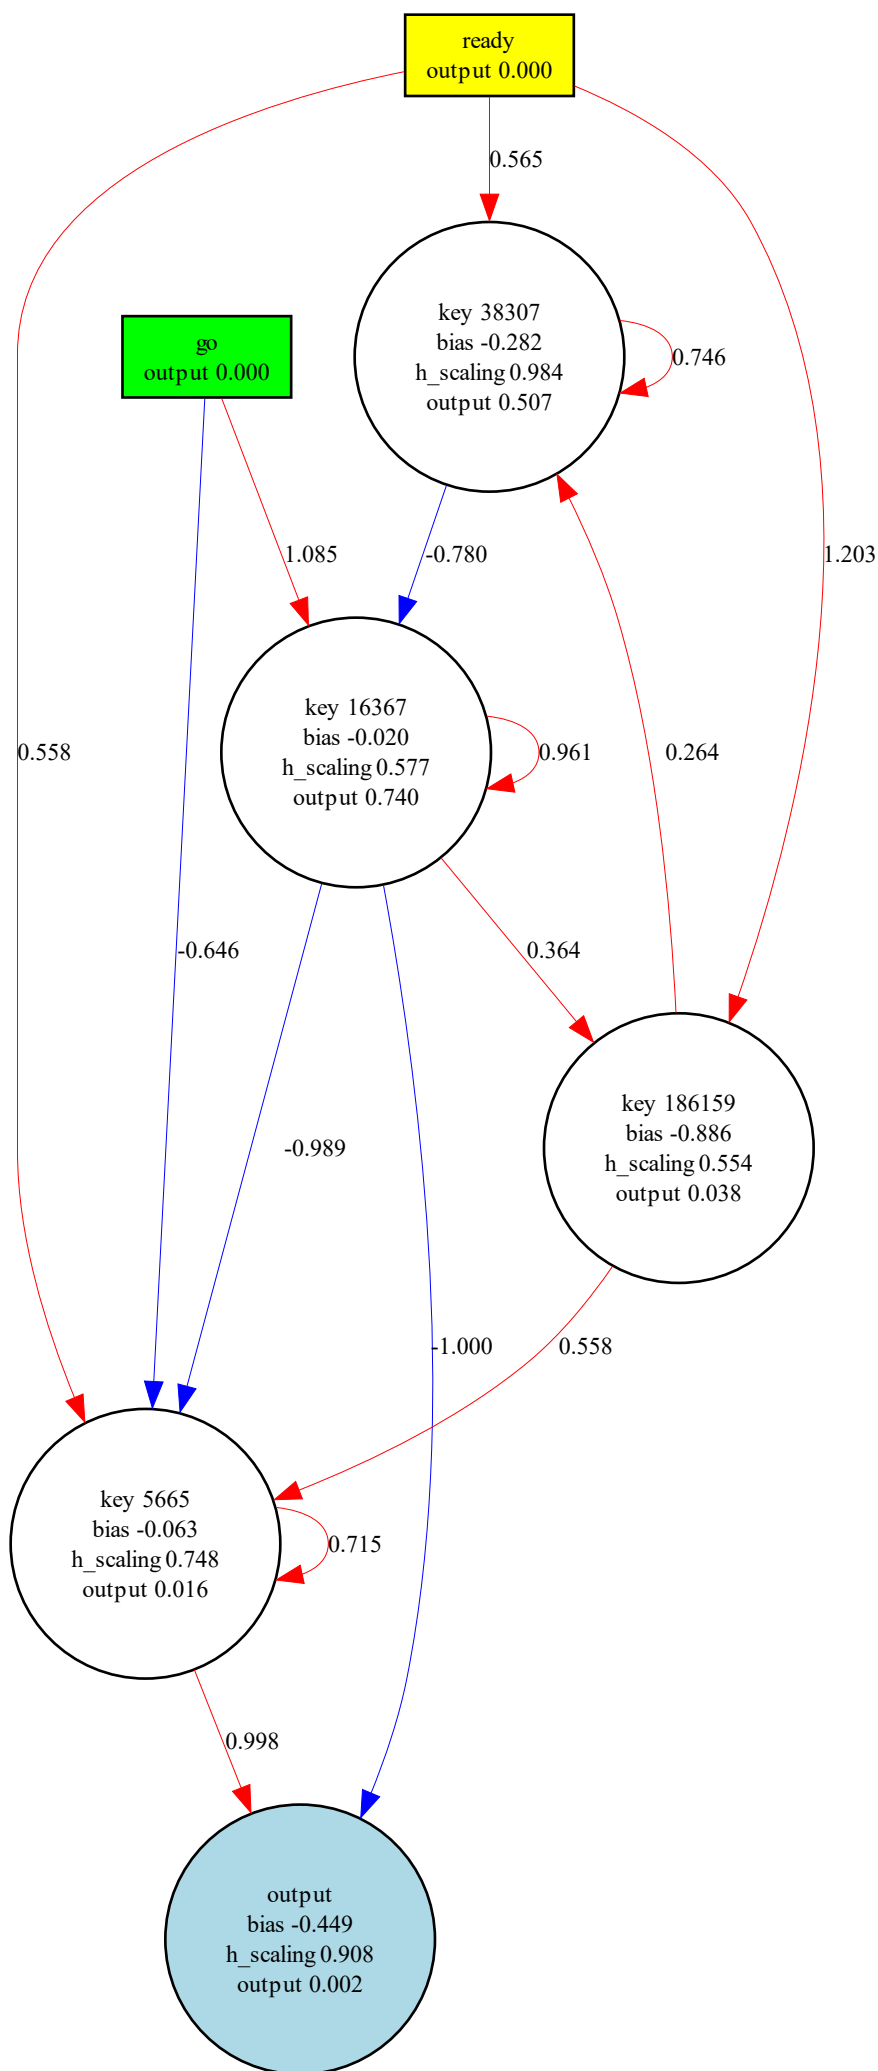 ready
output 0.000
0.565
key 38307
bias -0.282
h_scaling 0.984
output 0.507
0.746
go
output 0.000
1.085
-0.780
1.203
key 16367
bias -0.020
h_scaling 0.577
output 0.740
0.961
0.558
0.264
-0.646
0.364
key 186159
bias -0.886
h_scaling 0.554
output 0.038
-0.989
-1.000
0.558
key 5665
bias -0.063
h_scaling 0.748
output 0.016
0.715
0.998
output
bias -0.449
h_scaling 0.908
output 0.002